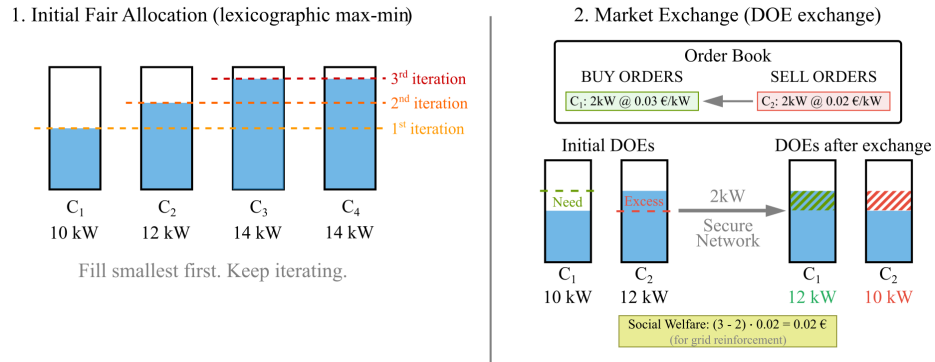 1. Initial Fair Allocation (lexicographic max-min)
3rd iteration
2nd iteration
1st iteration
C1
C2
C3
C4
10 kW
12 kW
14 kW
14 kW
Fill smallest first. Keep iterating.
2. Market Exchange (DOE exchange)
Order Book
BUY ORDERS
SELL ORDERS
C1: 2kW @ 0.03 €/kW
C2: 2kW @ 0.02 €/kW
Initial DOEs
DOEs after exchange
Need
Excess
2kW
Secure
Network
C1
C2
C1
C2
10 kW
12 kW
12 kW
10 kW
Social Welfare: (3 - 2) · 0.02 = 0.02 €
(for grid reinforcement)